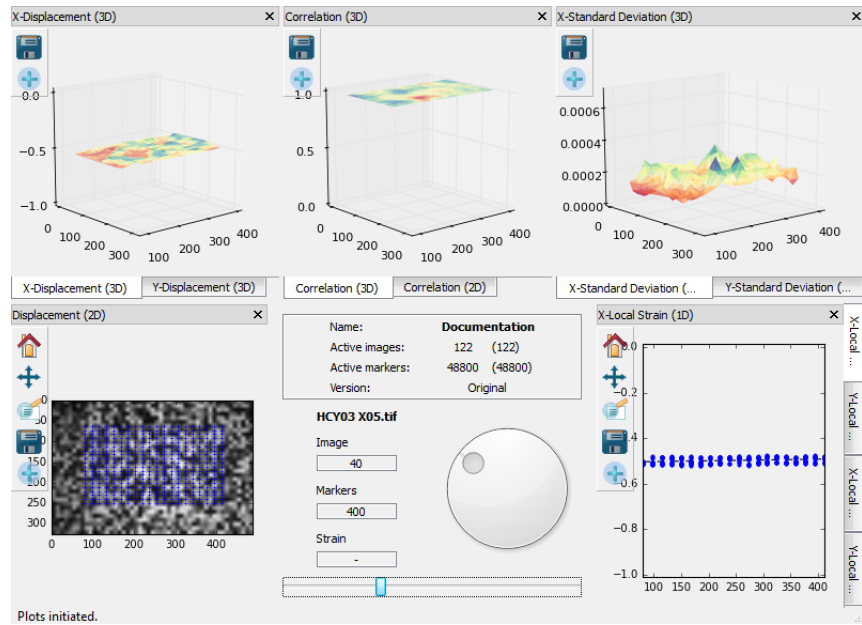 X-Displacement (3D)
Correlation (3D)
X-Standard Deviation (3D)
0.0
−0.5
−1.0
0
100
200
300
100
200
300
400
1.0
0.5
0.0
0
100
200
300
100
200
300
400
0.0006
0.0004
0.0002
0.0000
0
100
200
300
100
200
300
400
X-Displacement (3D)
Y-Displacement (3D)
Correlation (3D)
Correlation (2D)
X-Standard Deviation (...
Y-Standard Deviation (...
Displacement (2D)
0
50
150
200
250
300
0
100
200
300
400
Name: Documentation
Active images: 122 (122)
Active markers: 48800 (48800)
Version: Original
HCY03 X05.tif
Image
40
Markers
400
Strain
-
X-Local Strain (1D)
0.0
0.6
−0.8
−1.0
100
150
200
250
300
350
400
X-Local ...
Y-Local ...
X-Local ...
Y-Local ...
Plots initiated.